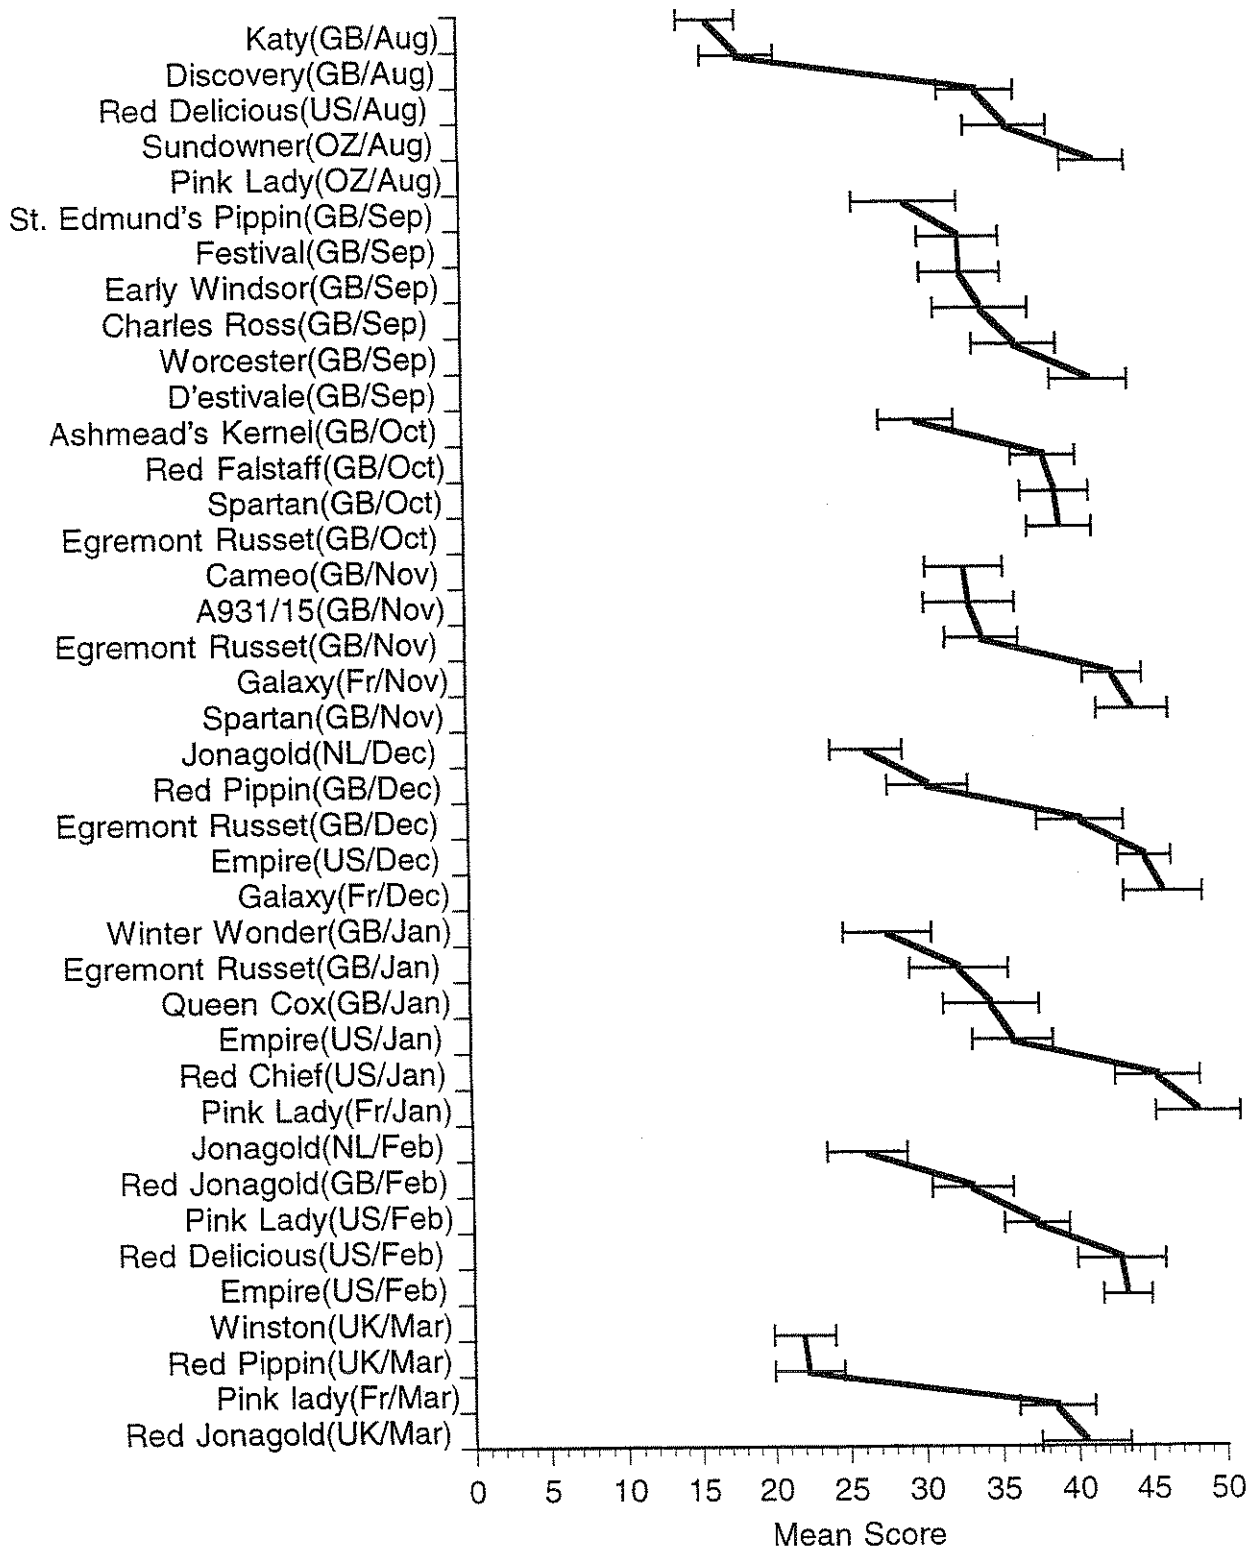 Katy(GB/Aug)
Discovery(GB/Aug)
Red Delicious(US/Aug)
Sundowner(OZ/Aug)
Pink Lady(OZ/Aug)
St. Edmund's Pippin(GB/Sep)
Festival(GB/Sep)
Early Windsor(GB/Sep)
Charles Ross(GB/Sep)
Worcester(GB/Sep)
D'estivale(GB/Sep)
Ashmead's Kernel(GB/Oct)
Red Falstaff(GB/Oct)
Spartan(GB/Oct)
Egremont Russet(GB/Oct)
Cameo(GB/Nov)
A931/15(GB/Nov)
Egremont Russet(GB/Nov)
Galaxy(Fr/Nov)
Spartan(GB/Nov)
Jonagold(NL/Dec)
Red Pippin(GB/Dec)
Egremont Russet(GB/Dec)
Empire(US/Dec)
Galaxy(Fr/Dec)
Winter Wonder(GB/Jan)
Egremont Russet(GB/Jan)
Queen Cox(GB/Jan)
Empire(US/Jan)
Red Chief(US/Jan)
Pink Lady(Fr/Jan)
Jonagold(NL/Feb)
Red Jonagold(GB/Feb)
Pink Lady(US/Feb)
Red Delicious(US/Feb)
Empire(US/Feb)
Winston(UK/Mar)
Red Pippin(UK/Mar)
Pink lady(Fr/Mar)
Red Jonagold(UK/Mar)
0 5 10 15 20 25 30 35 40 45 50
Mean Score